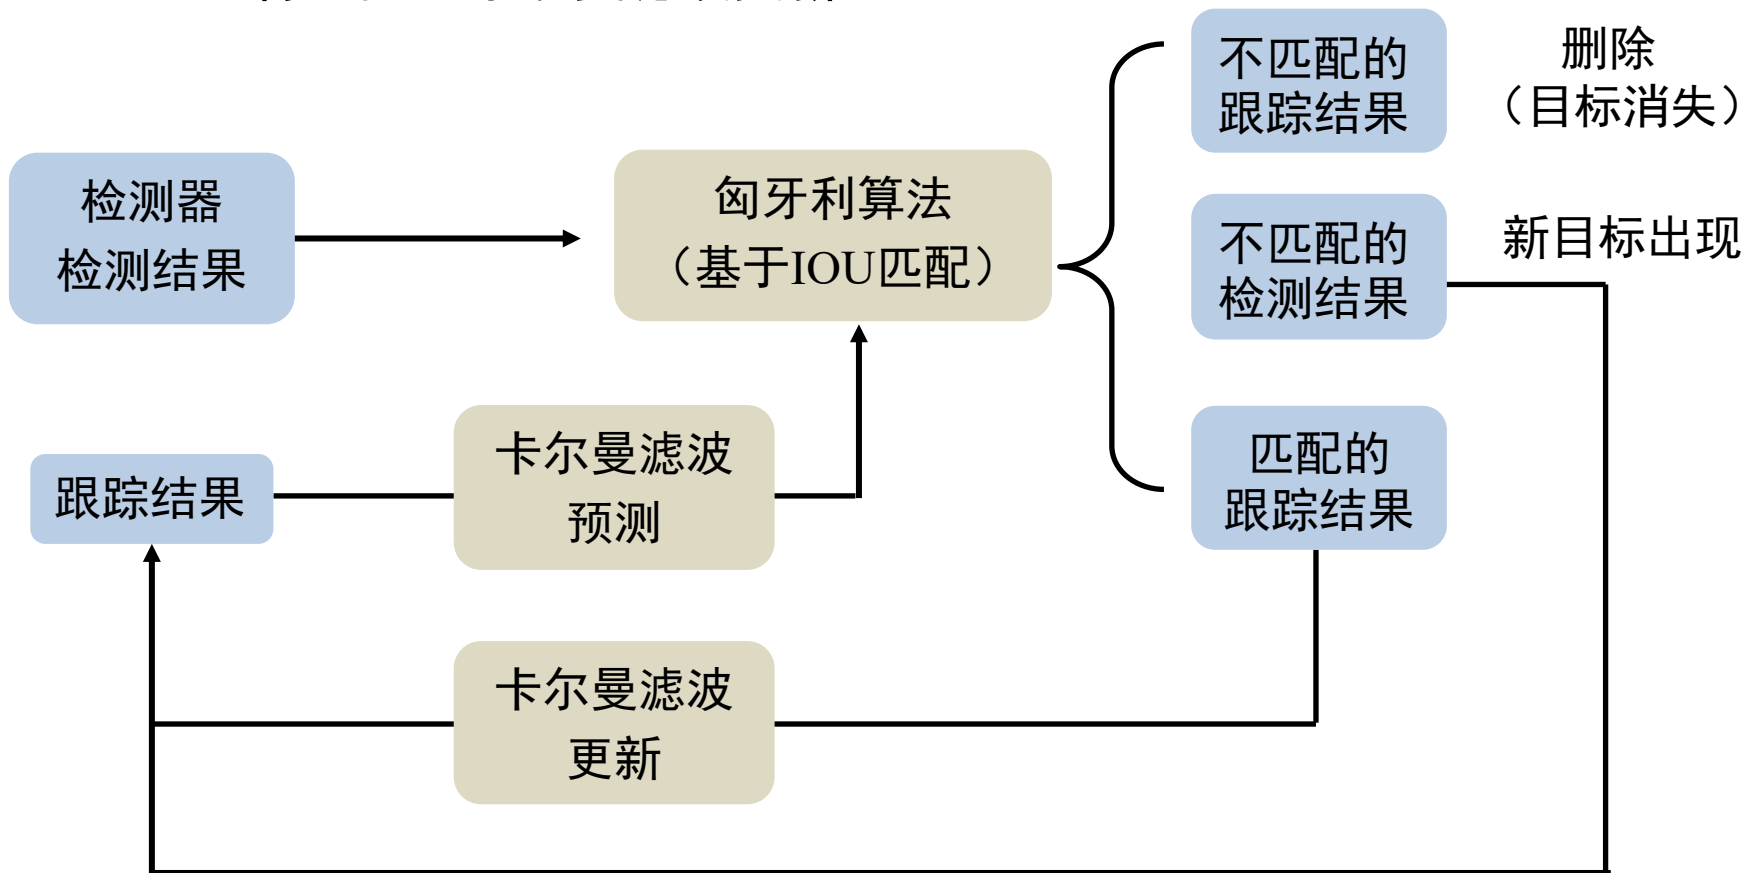 检测器
检测结果
匈牙利算法
（基于IOU匹配）
不匹配的
跟踪结果
删除
（目标消失）
不匹配的
检测结果
新目标出现
跟踪结果
卡尔曼滤波
预测
匹配的
跟踪结果
卡尔曼滤波
更新